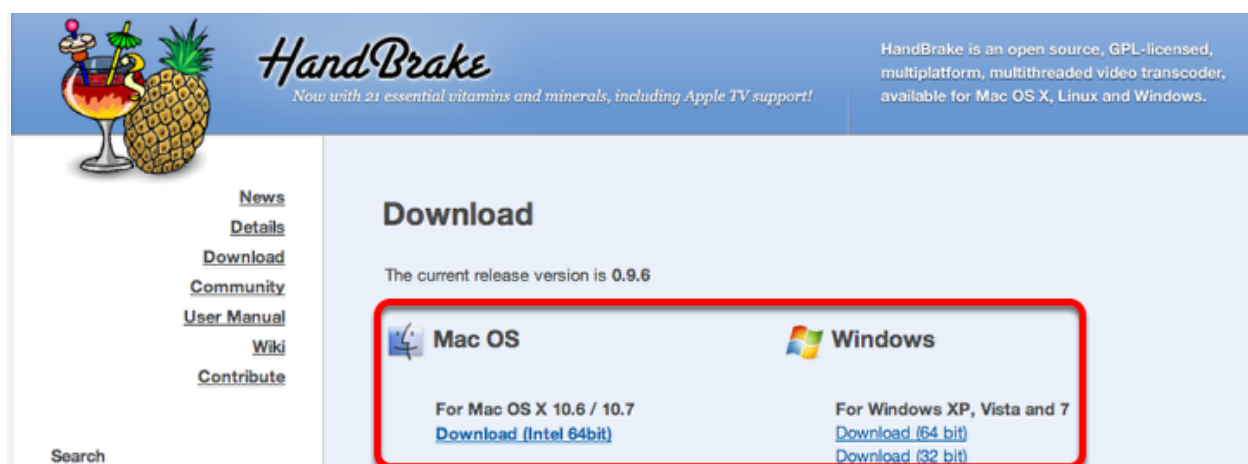 HandBrake
Now with 21 essential vitamins and minerals, including Apple TV support!
HandBrake is an open source, GPL-licensed,
multiplatform, multithreaded video transcoder,
available for Mac OS X, Linux and Windows.
News
Details
Download
Community
User Manual
Wiki
Contribute
Search
Download
The current release version is 0.9.6
Mac OS
For Mac OS X 10.6 / 10.7
Download (Intel 64bit)
Windows
For Windows XP, Vista and 7
Download (64 bit)
Download (32 bit)